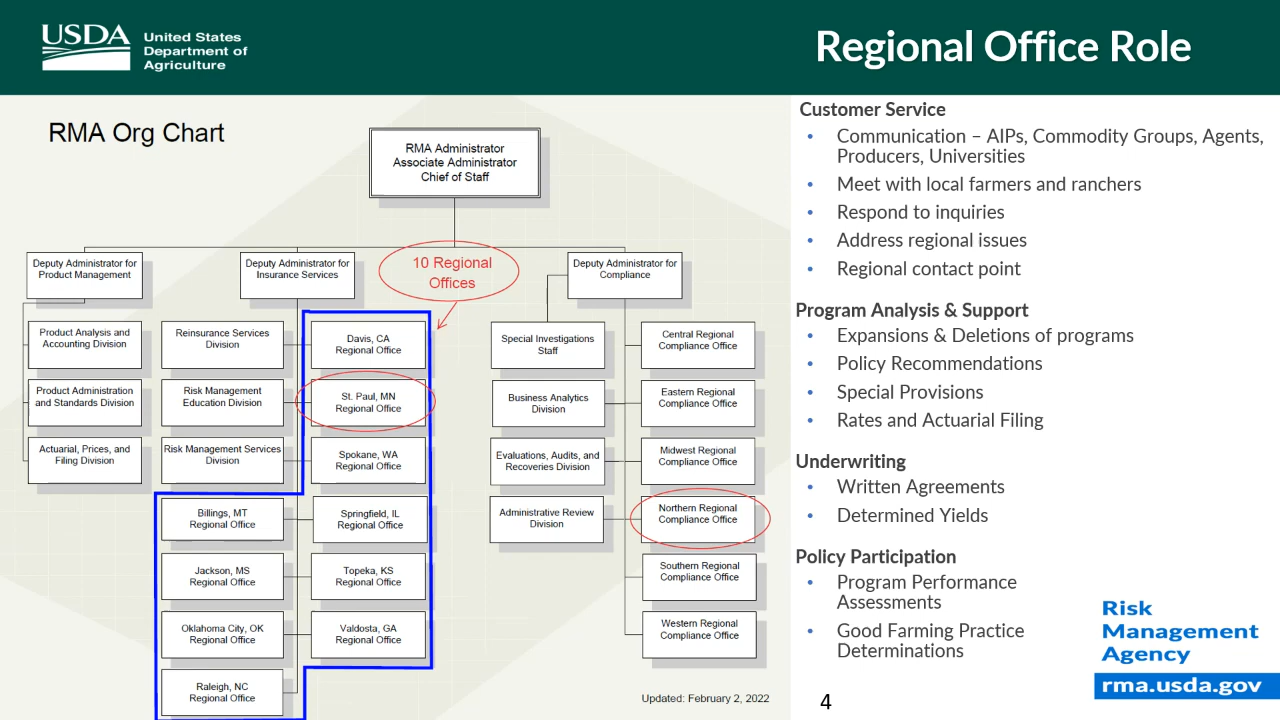 USDA
United States
Department of
Agriculture
Regional Office Role
RMA Org Chart
RMA Administrator
Associate Administrator
Chief of Staff
10 Regional
Offices
Deputy Administrator for
Product Management
Deputy Administrator for
Insurance Services
Deputy Administrator for
Compliance
Product Analysis and
Accounting Division
Product Administration
and Standards Division
Actuarial, Prices, and
Filing Division
Reinsurance Services
Division
Risk Management
Education Division
Risk Management Services
Division
Billings, MT
Regional Office
Jackson, MS
Regional Office
Oklahoma City, OK
Regional Office
Raleigh, NC
Regional Office
Davis, CA
Regional Office
St. Paul, MN
Regional Office
Spokane, WA
Regional Office
Springfield, IL
Regional Office
Topeka, KS
Regional Office
Valdosta, GA
Regional Office
Special Investigations
Staff
Business Analytics
Division
Evaluations, Audits, and
Recoveries Division
Administrative Review
Division
Central Regional
Compliance Office
Eastern Regional
Compliance Office
Midwest Regional
Compliance Office
Northern Regional
Compliance Office
Southern Regional
Compliance Office
Western Regional
Compliance Office
Updated: February 2, 2022
Customer Service
• Communication – AIPs, Commodity Groups, Agents,
Producers, Universities
• Meet with local farmers and ranchers
• Respond to inquiries
• Address regional issues
• Regional contact point
Program Analysis & Support
• Expansions & Deletions of programs
• Policy Recommendations
• Special Provisions
• Rates and Actuarial Filing
Underwriting
• Written Agreements
• Determined Yields
Policy Participation
• Program Performance
Assessments
• Good Farming Practice
Determinations
Risk
Management
Agency
rma.usda.gov
4